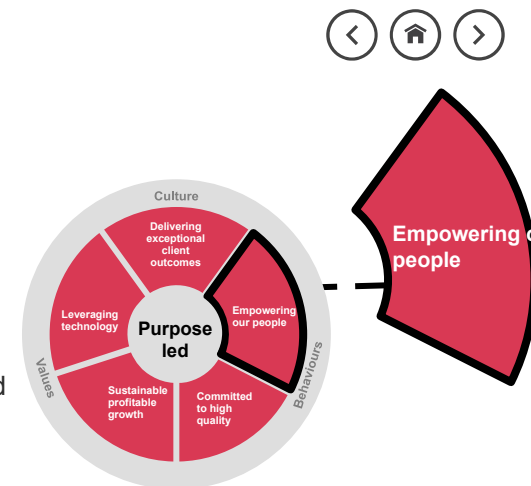 Culture
Delivering
exceptional
client
outcomes
Empowering
our people
Leveraging
technology
Purpose
led
Sustainable
profitable
growth
Committed
to high
quality
Values
Behaviours
Empowering
people